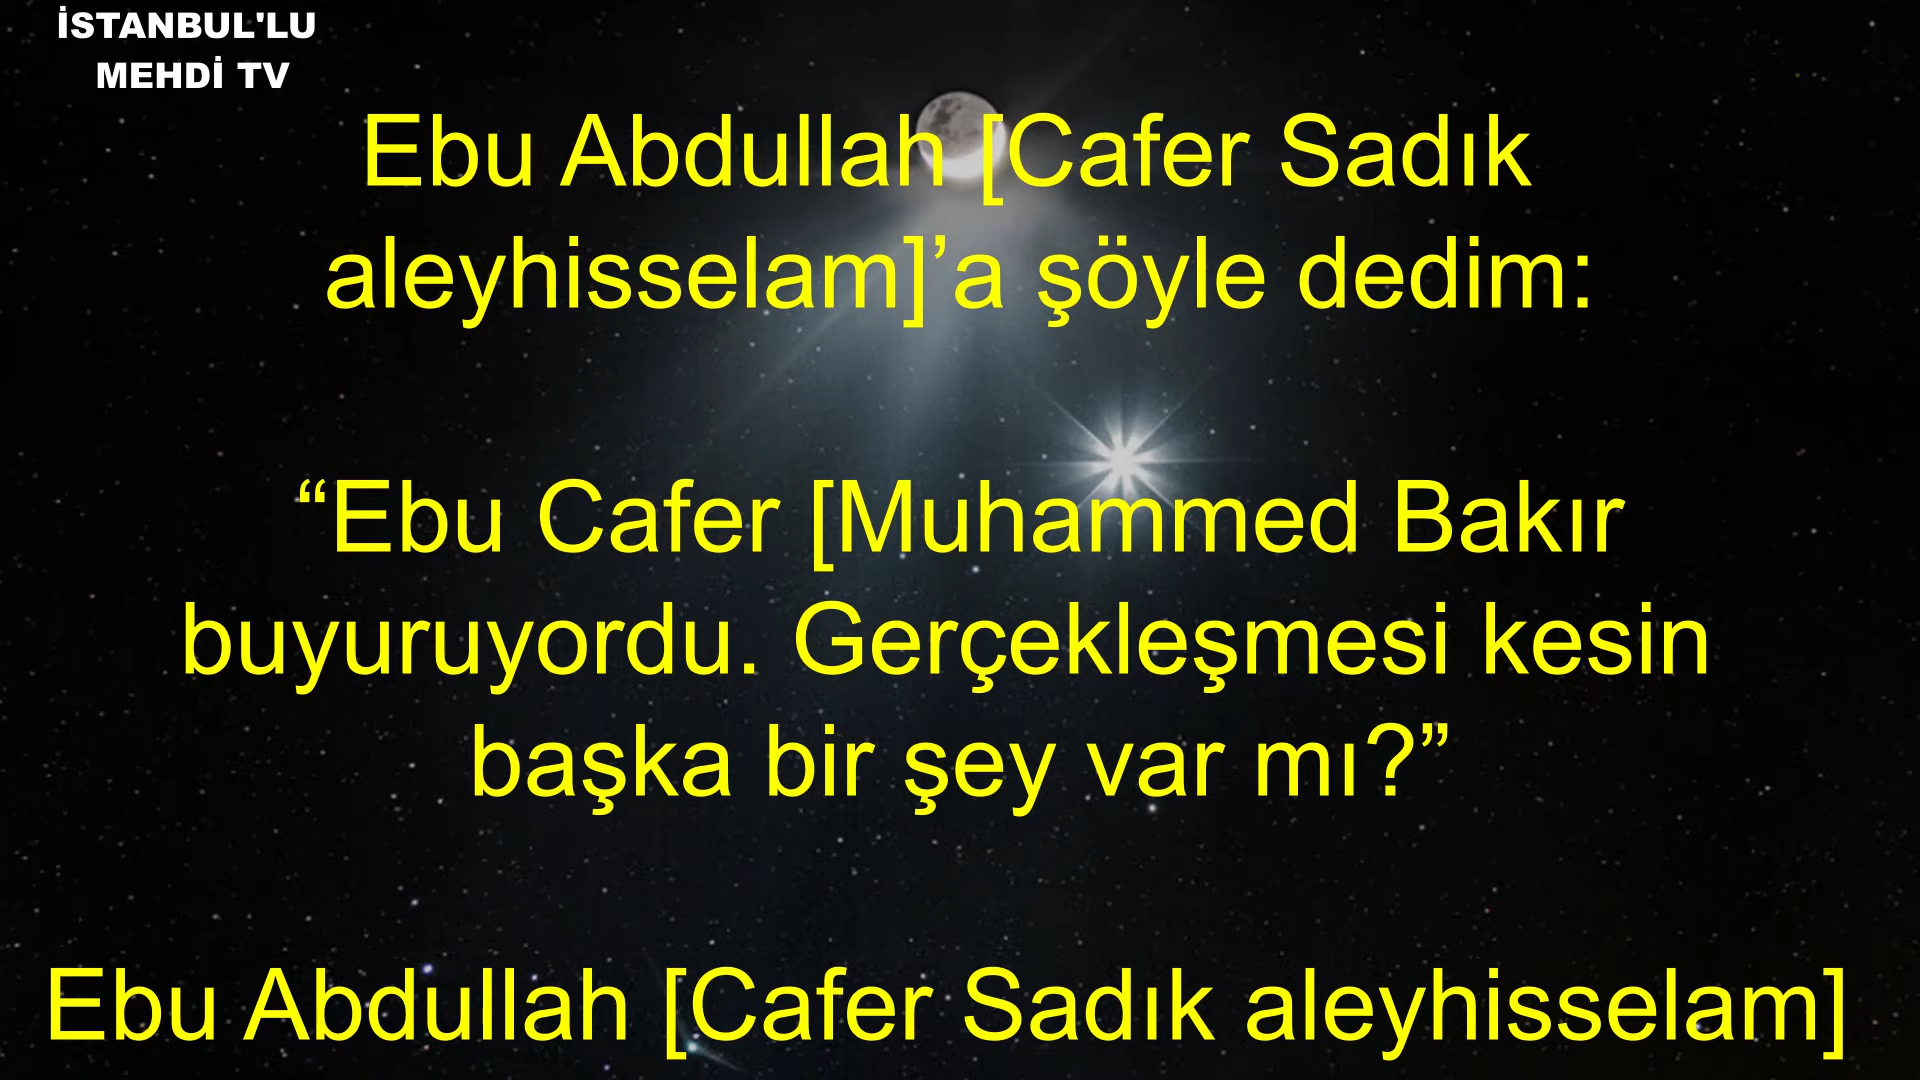 İSTANBUL'LU
MEHDİ TV
Ebu Abdullah [Cafer Sadık
aleyhisselam]’a şöyle dedim:
“Ebu Cafer [Muhammed Bakır
buyuruyordu. Gerçekleşmesi kesin
başka bir şey var mı?”
Ebu Abdullah [Cafer Sadık aleyhisselam]